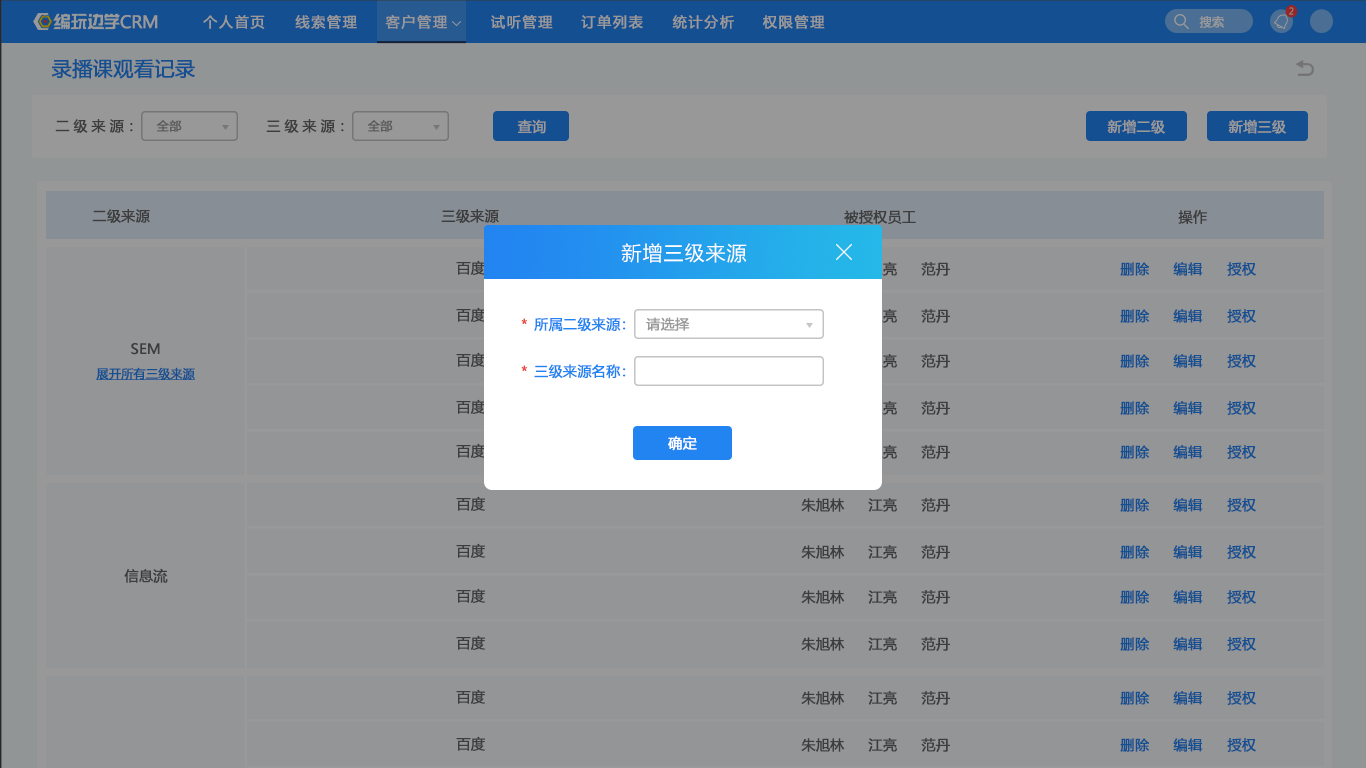 编玩边学CRM 个人首页 线索管理 客户管理 试听管理 订单列表 统计分析 权限管理 搜索 2
录播课观看记录
二级来源: 全部 三级来源: 全部 查询 新增二级 新增三级
二级来源 三级来源 被授权员工 操作
新增三级来源
* 所属二级来源: 请选择
* 三级来源名称:
确定
百度 亮 范丹 删除 编辑 授权
百度 亮 范丹 删除 编辑 授权
SEM
百度 亮 范丹 删除 编辑 授权
展开所有三级来源
百度 亮 范丹 删除 编辑 授权
百度 亮 范丹 删除 编辑 授权
百度 朱旭林 江亮 范丹 删除 编辑 授权
百度 朱旭林 江亮 范丹 删除 编辑 授权
信息流
百度 朱旭林 江亮 范丹 删除 编辑 授权
百度 朱旭林 江亮 范丹 删除 编辑 授权
百度 朱旭林 江亮 范丹 删除 编辑 授权
百度 朱旭林 江亮 范丹 删除 编辑 授权